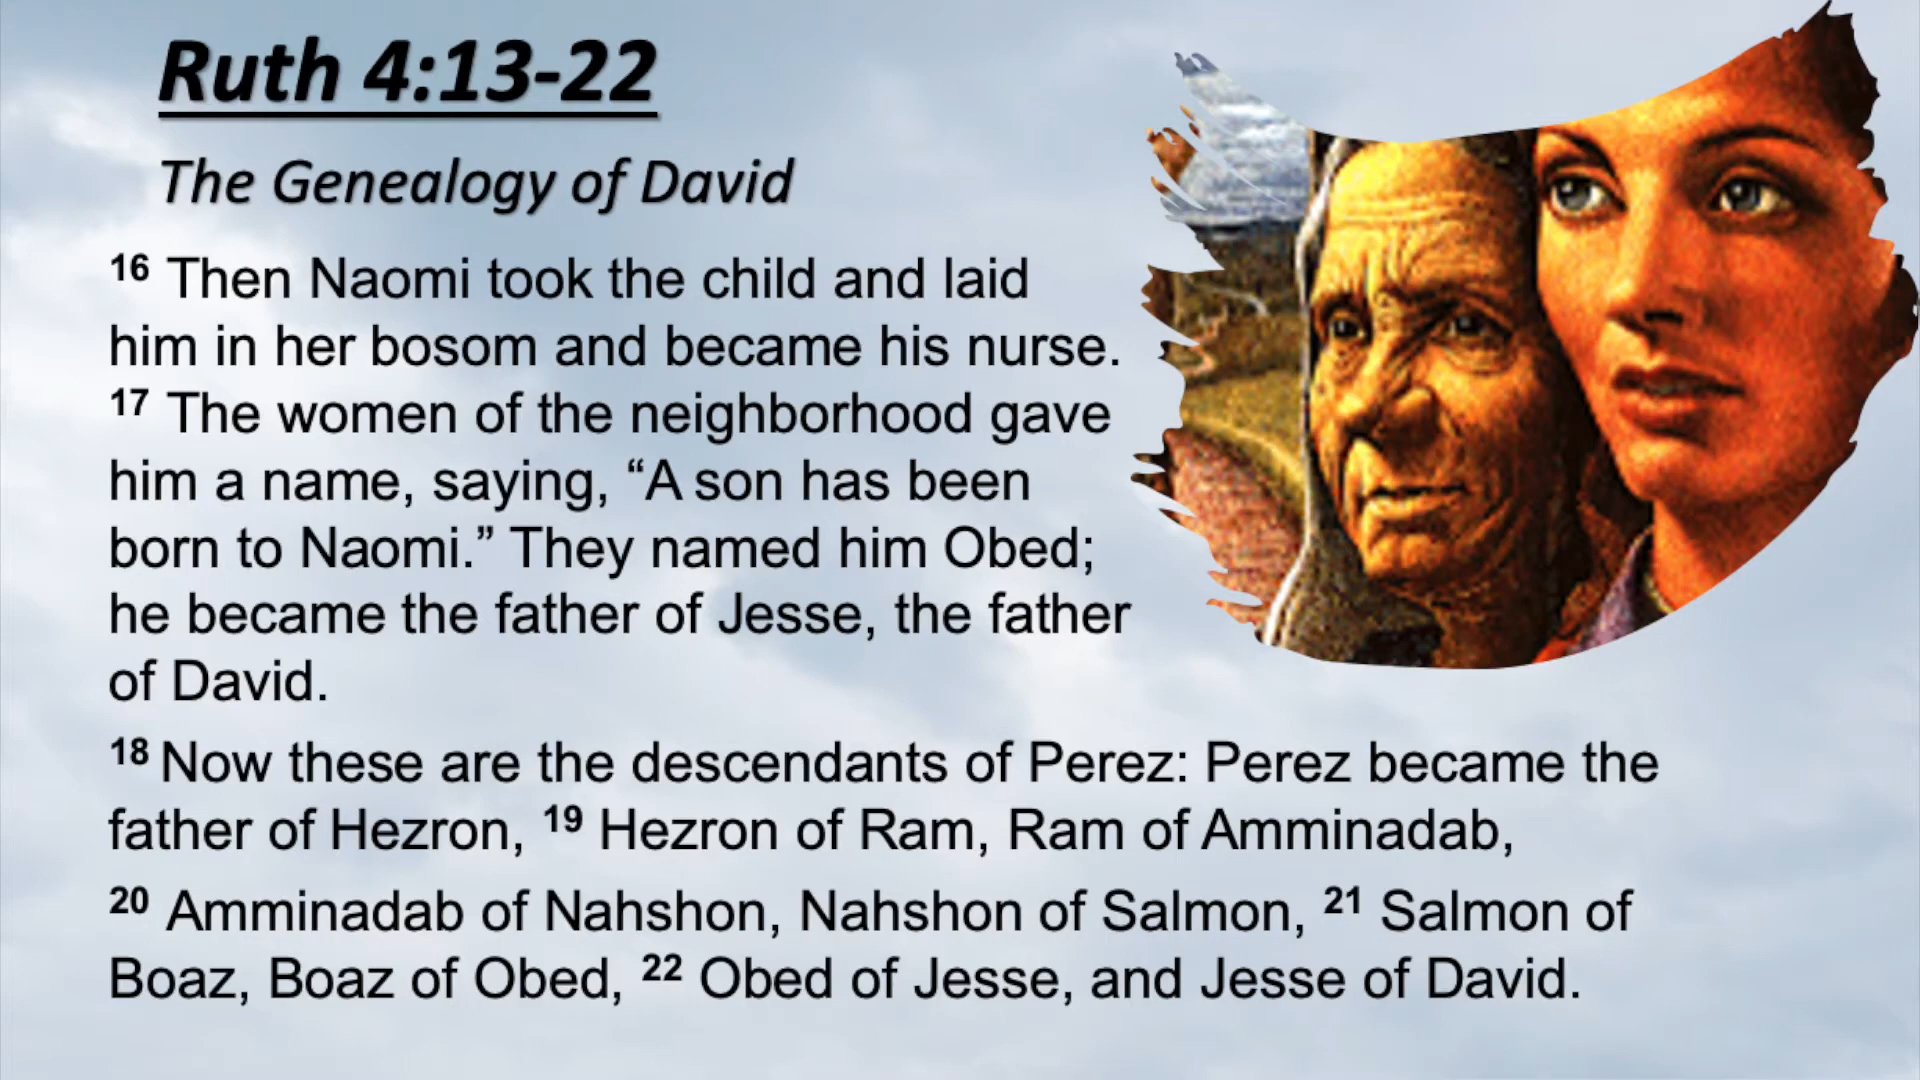 Ruth 4:13-22
The Genealogy of David
16 Then Naomi took the child and laid
him in her bosom and became his nurse.
17 The women of the neighborhood gave
him a name, saying, “A son has been
born to Naomi.” They named him Obed;
he became the father of Jesse, the father
of David.
18 Now these are the descendants of Perez: Perez became the
father of Hezron, 19 Hezron of Ram, Ram of Amminadab,
20 Amminadab of Nahshon, Nahshon of Salmon, 21 Salmon of
Boaz, Boaz of Obed, 22 Obed of Jesse, and Jesse of David.